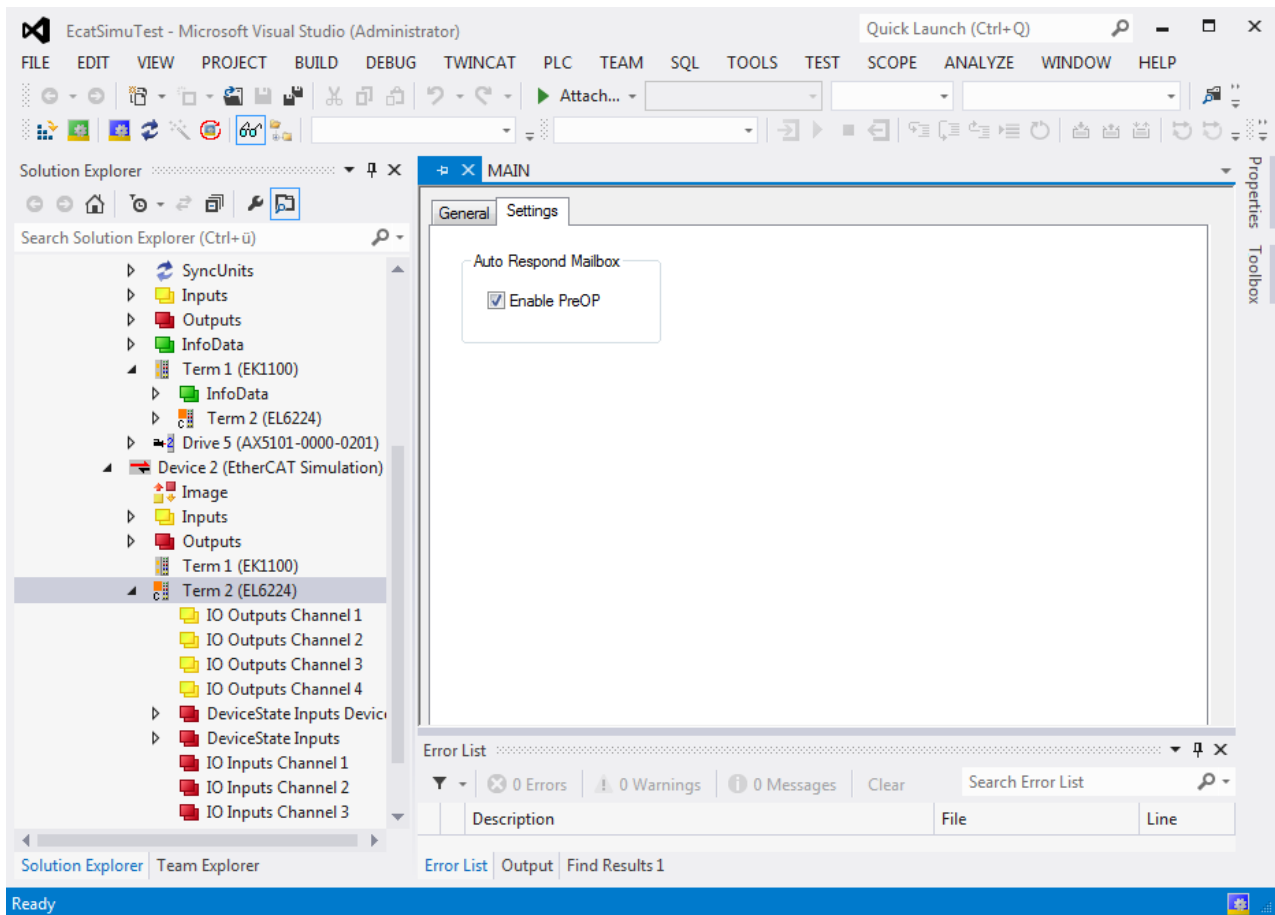 EcatSimuTest - Microsoft Visual Studio (Administrator)
Quick Launch (Ctrl+Q)
FILE EDIT VIEW PROJECT BUILD DEBUG TWINCAT PLC TEAM SQL TOOLS TEST SCOPE ANALYZE WINDOW HELP
Attach...
Solution Explorer
Search Solution Explorer (Ctrl+ü)
SyncUnits
Inputs
Outputs
InfoData
Term 1 (EK1100)
InfoData
Term 2 (EL6224)
Drive 5 (AX5101-0000-0201)
Device 2 (EtherCAT Simulation)
Image
Inputs
Outputs
Term 1 (EK1100)
Term 2 (EL6224)
IO Outputs Channel 1
IO Outputs Channel 2
IO Outputs Channel 3
IO Outputs Channel 4
DeviceState Inputs Device
DeviceState Inputs
IO Inputs Channel 1
IO Inputs Channel 2
IO Inputs Channel 3
Solution Explorer Team Explorer
MAIN
General Settings
Auto Respond Mailbox
Enable PreOP
Properties
Toolbox
Error List
0 Errors 0 Warnings 0 Messages Clear Search Error List
Description File Line
Error List Output Find Results 1
Ready